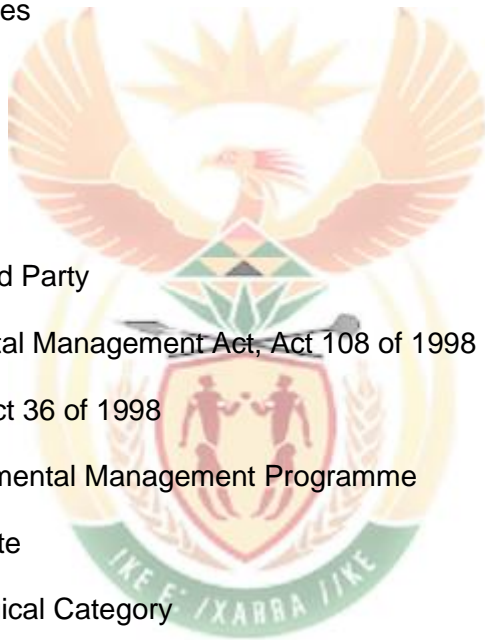 es
d Party
tal Management Act, Act 108 of 1998
ct 36 of 1998
mental Management Programme
te
ical Category
!KE E: /XARRA //KE